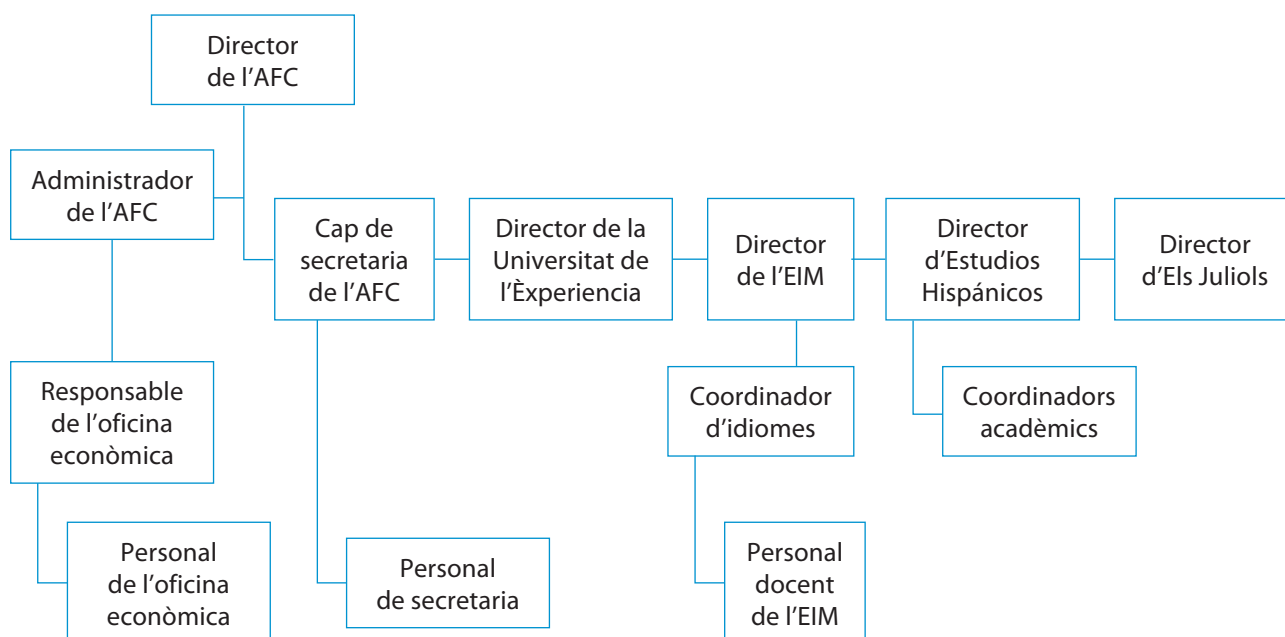 Director
de l’AFC
Administrador
de l’AFC
Cap de
secretaria
de l’AFC
Director de la
Universitat de
l’Èxperiencia
Director
de l’EIM
Director
d’Estudios
Hispánicos
Director
d’Els Juliols
Responsable
de l’oficina
econòmica
Coordinador
d’idiomes
Coordinadors
acadèmics
Personal
de l’oficina
econòmica
Personal
de secretaria
Personal
docent
de l’EIM